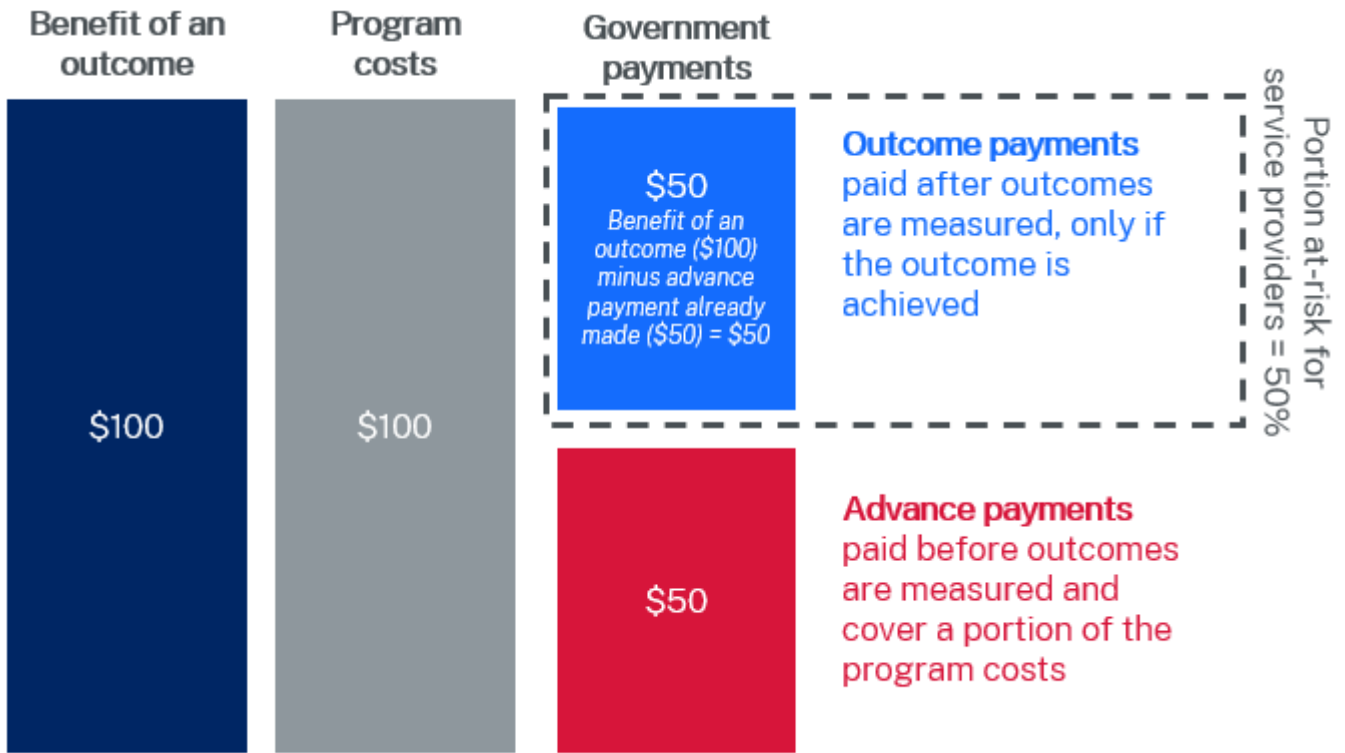 Benefit of an
outcome
Program
costs
Government
payments
$100
$100
$50
Benefit of an
outcome ($100)
minus advance
payment already
made ($50) = $50
Outcome payments
paid after outcomes
are measured, only if
the outcome is
achieved
Portion at-risk for
service providers = 50%
$50
Advance payments
paid before outcomes
are measured and
cover a portion of the
program costs